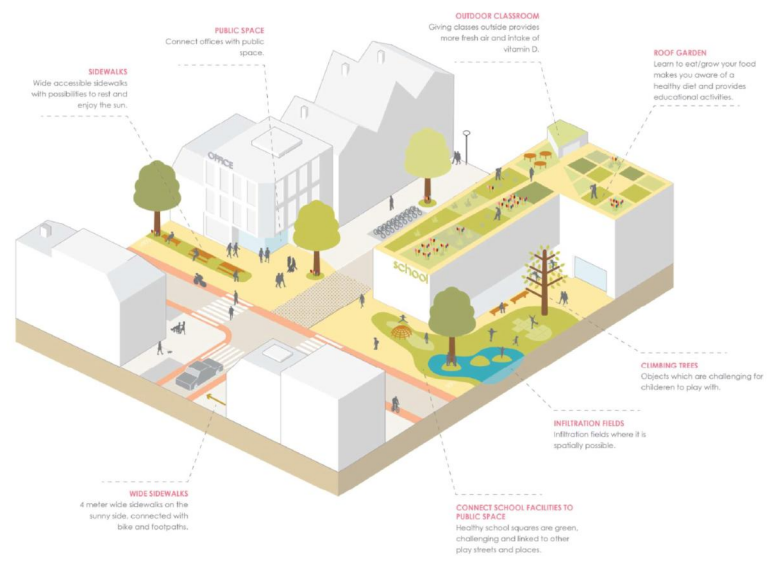 OUTDOOR CLASSROOM
Giving classes outside provides
more fresh air and intake of
vitamin D.
PUBLIC SPACE
Connect offices with public
space.
ROOF GARDEN
Learn to eat/grow your food
makes you aware of a
healthy diet and provides
educational activities.
SIDEWALKS
Wide accessible sidewalks
with possibilities to rest and
enjoy the sun.
OFFICE
school
CLIMBING TREES
Objects which are challenging for
childeren to play with.
INFILTRATION FIELDS
Infiltration fields where it is
spatially possible.
WIDE SIDEWALKS
4 meter wide sidewalks on the
sunny side, connected with
bike and footpaths.
CONNECT SCHOOL FACILITIES TO
PUBLIC SPACE
Healthy school squares are green,
challenging and linked to other
play streets and places.